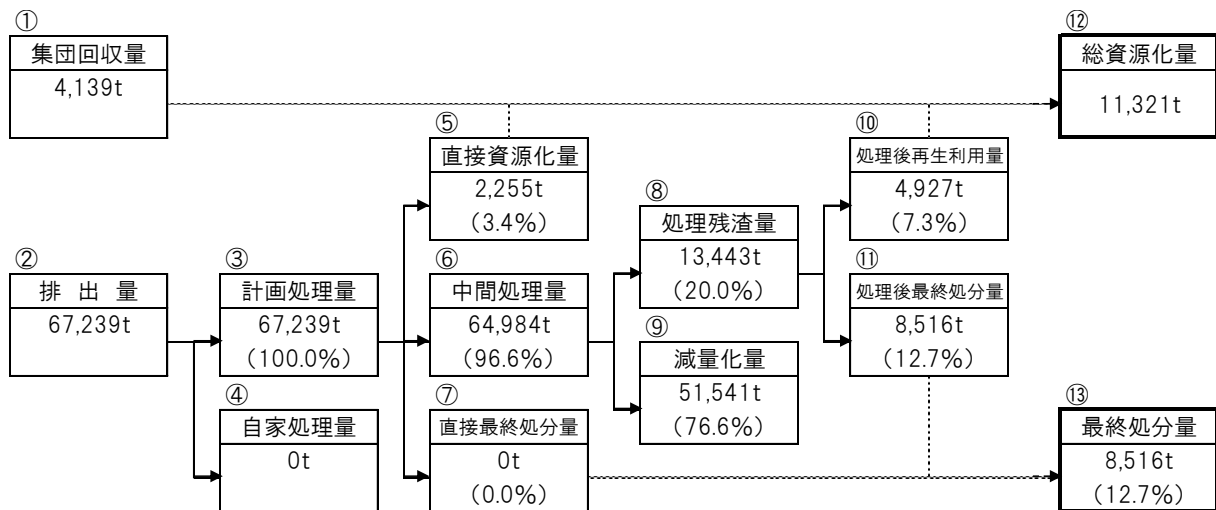 ①
集団回収量
4,139t
⑫
総資源化量
11,321t
⑤
直接資源化量
2,255t
(3.4%)
⑩
処理後再生利用量
4,927t
(7.3%)
⑧
処理残渣量
13,443t
(20.0%)
②
排 出 量
67,239t
③
計画処理量
67,239t
(100.0%)
⑥
中間処理量
64,984t
(96.6%)
⑪
処理後最終処分量
8,516t
(12.7%)
⑨
減量化量
51,541t
(76.6%)
④
自家処理量
0t
⑦
直接最終処分量
0t
(0.0%)
⑬
最終処分量
8,516t
(12.7%)